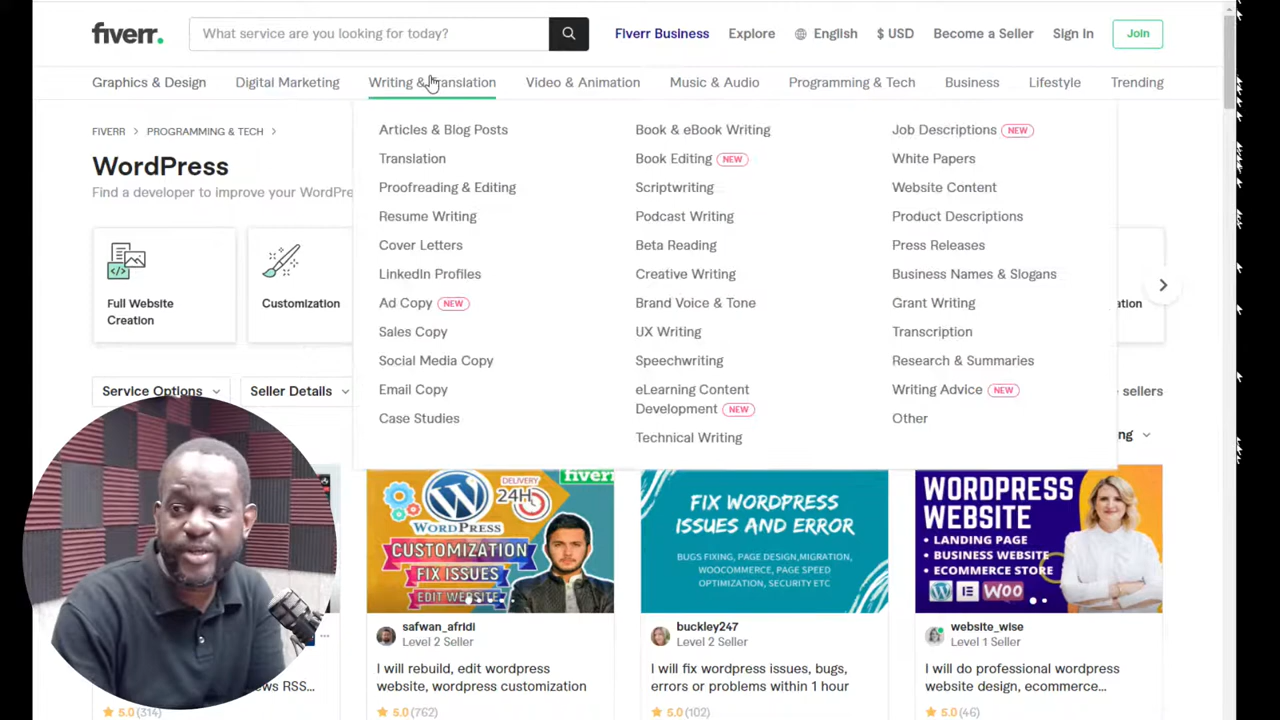 fiverr.
What service are you looking for today?
Fiverr Business
Explore
English
$ USD
Become a Seller
Sign In
Join
Graphics & Design
Digital Marketing
Writing & Translation
Video & Animation
Music & Audio
Programming & Tech
Business
Lifestyle
Trending
FIVERR
PROGRAMMING & TECH
WordPress
Find a developer to improve your WordPre
Full Website
Creation
Customization
Articles & Blog Posts
Translation
Proofreading & Editing
Resume Writing
Cover Letters
LinkedIn Profiles
Ad Copy NEW
Sales Copy
Social Media Copy
Email Copy
Case Studies
Book & eBook Writing
Book Editing NEW
Scriptwriting
Podcast Writing
Beta Reading
Creative Writing
Brand Voice & Tone
UX Writing
Speechwriting
eLearning Content
Development NEW
Technical Writing
Job Descriptions NEW
White Papers
Website Content
Product Descriptions
Press Releases
Business Names & Slogans
Grant Writing
Transcription
Research & Summaries
Writing Advice NEW
Other
ation
Service Options
Seller Details
sellers
ng
DELIVERY
24H
fiverr
WORDPRESS
CUSTOMIZATION
FIX ISSUES
EDIT WEBSITE
safwan_afridi
Level 2 Seller
I will rebuild, edit wordpress
website, wordpress customization
5.0 (762)
FIX WORDPRESS
ISSUES AND ERROR
BUGS FIXING, PAGE DESIGN,MIGRATION,
WOOCOMMERCE, PAGE SPEED
OPTIMIZATION, SECURITY ETC
buckley247
Level 2 Seller
I will fix wordpress issues, bugs,
errors or problems within 1 hour
5.0 (102)
WORDPRESS
WEBSITE
• LANDING PAGE
• BUSINESS WEBSITE
• ECOMMERCE STORE
WOO
website_wise
Level 1 Seller
I will do professional wordpress
website design, ecommerce...
5.0 (46)
ews RSS...
5.0 (314)